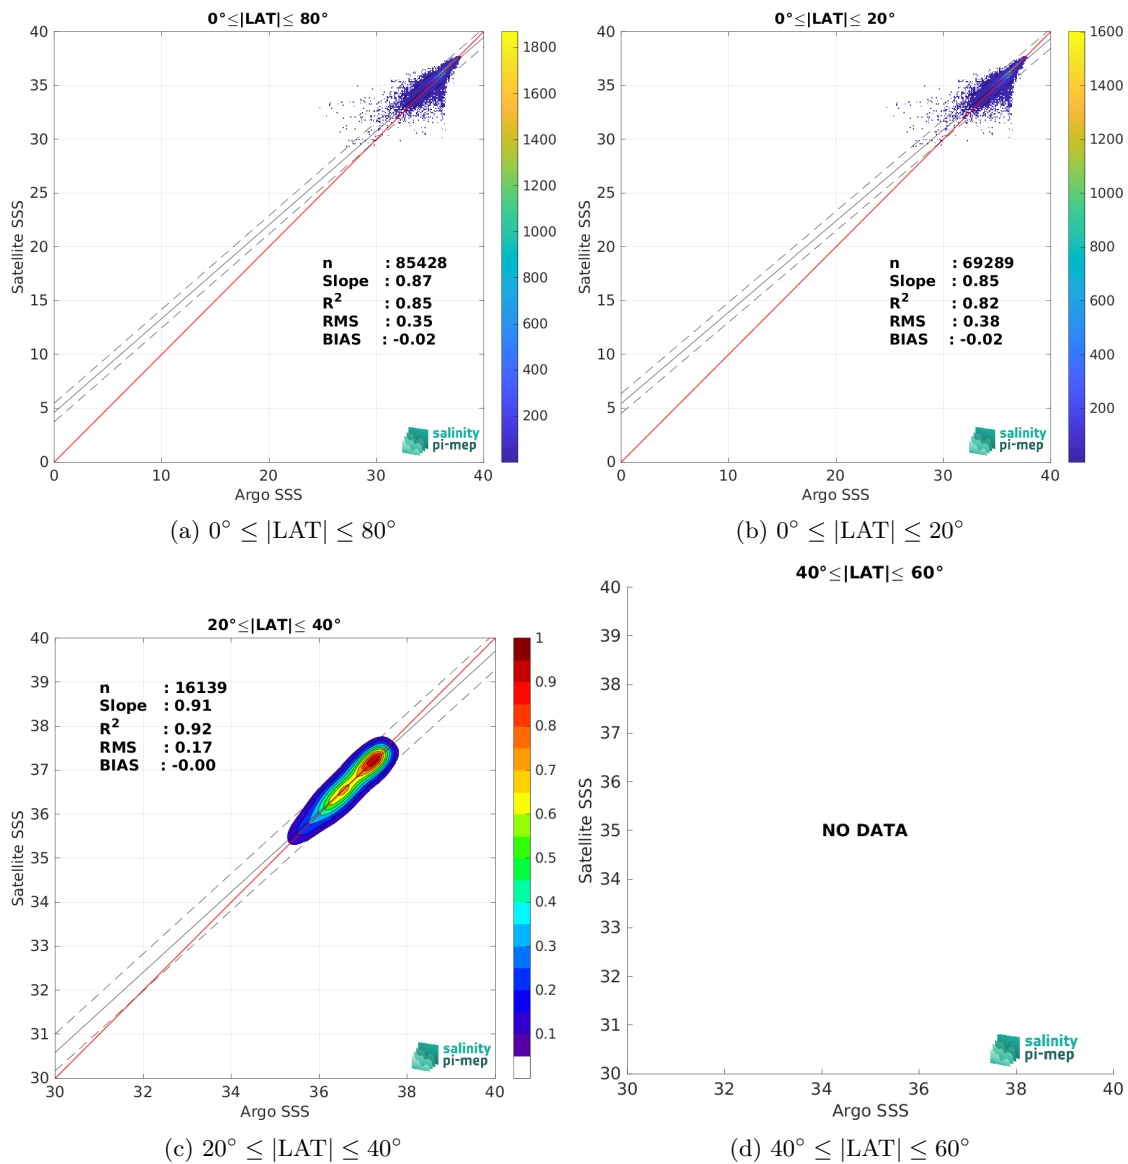 0°≤|LAT|≤ 80°
40
35
30
25
20
15
10
5
0
Satellite SSS
n : 85428
Slope : 0.87
R² : 0.85
RMS : 0.35
BIAS : -0.02
salinity
pi-mep
0 10 20 30 40
Argo SSS
1800
1600
1400
1200
1000
800
600
400
200
(a) 0° ≤ |LAT| ≤ 80°
0°≤|LAT|≤ 20°
40
35
30
25
20
15
10
5
0
Satellite SSS
n : 69289
Slope : 0.85
R² : 0.82
RMS : 0.38
BIAS : -0.02
salinity
pi-mep
0 10 20 30 40
Argo SSS
1600
1400
1200
1000
800
600
400
200
(b) 0° ≤ |LAT| ≤ 20°
20°≤|LAT|≤ 40°
40
39
38
37
36
35
34
33
32
31
30
Satellite SSS
n : 16139
Slope : 0.91
R² : 0.92
RMS : 0.17
BIAS : -0.00
salinity
pi-mep
30 32 34 36 38 40
Argo SSS
1
0.9
0.8
0.7
0.6
0.5
0.4
0.3
0.2
0.1
(c) 20° ≤ |LAT| ≤ 40°
40°≤|LAT|≤ 60°
40
39
38
37
36
35
34
33
32
31
30
Satellite SSS
NO DATA
salinity
pi-mep
30 32 34 36 38 40
Argo SSS
(d) 40° ≤ |LAT| ≤ 60°